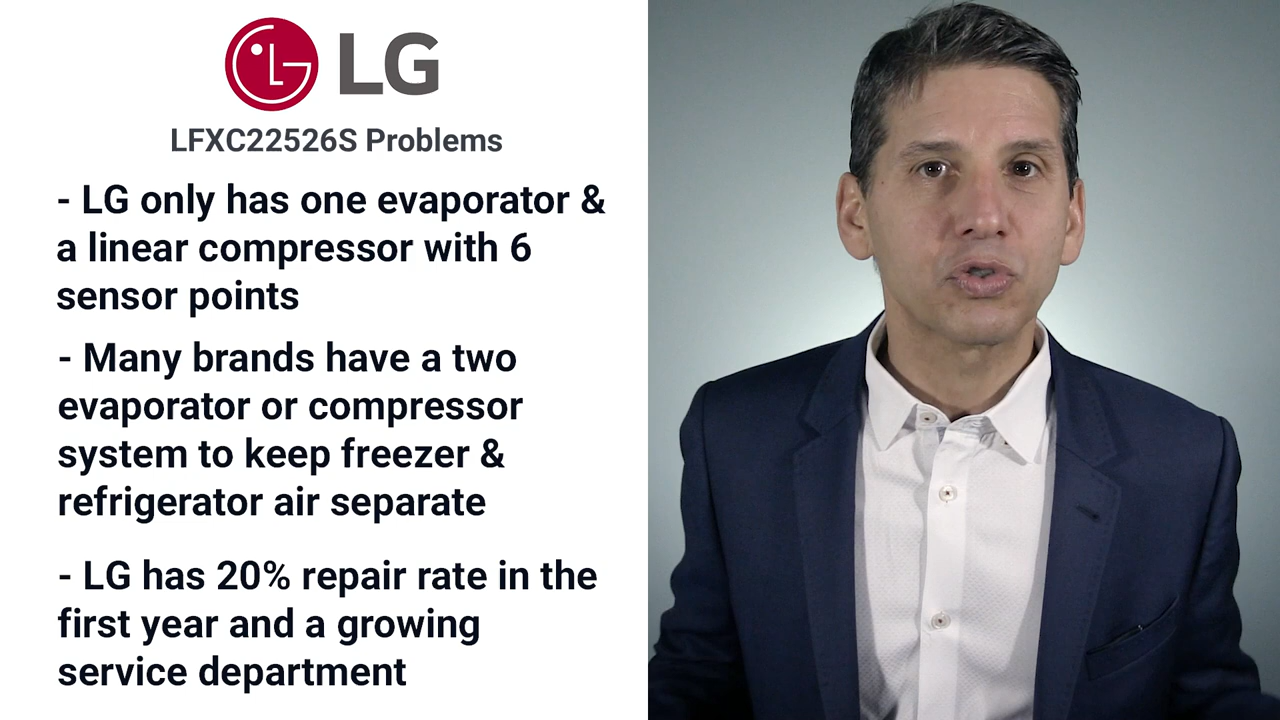 LG
LFXC22526S Problems
- LG only has one evaporator &
a linear compressor with 6
sensor points
- Many brands have a two
evaporator or compressor
system to keep freezer &
refrigerator air separate
- LG has 20% repair rate in the
first year and a growing
service department